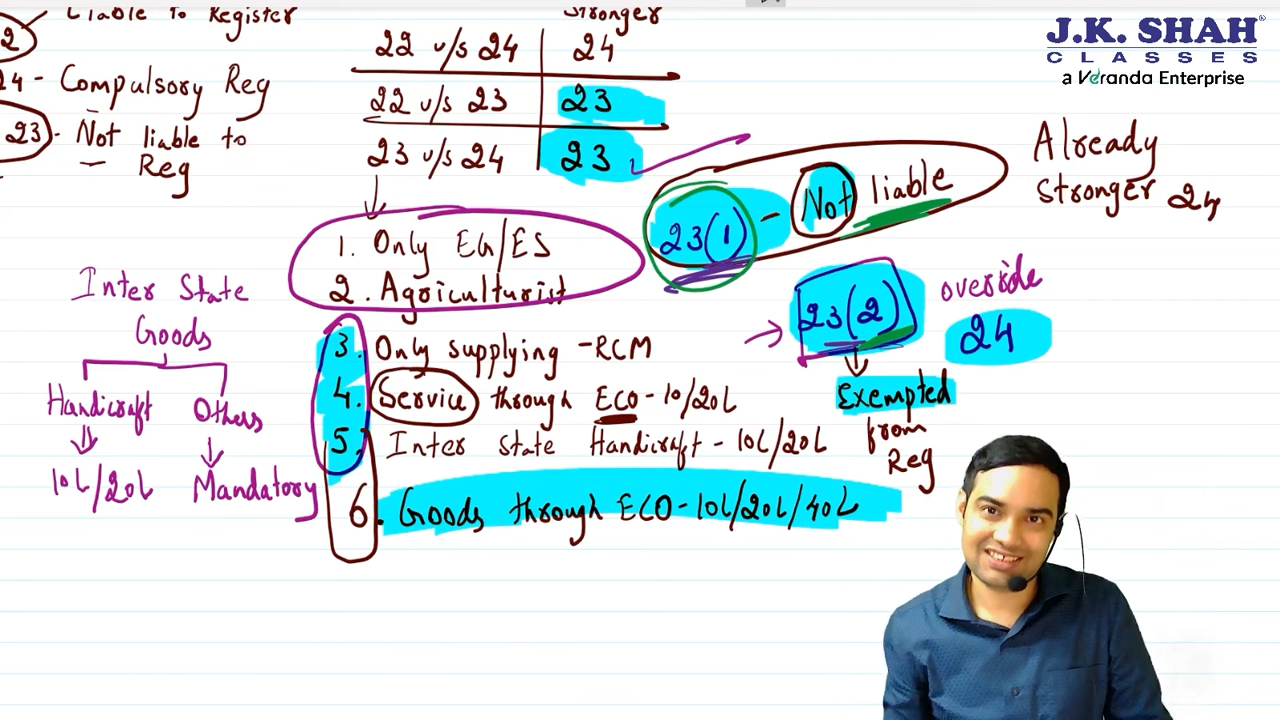 J.K. SHAH®
CLASSES
a Veranda Enterprise
Liable to Register
2
24 - Compulsory Reg
23 - Not liable to
Reg
Stronger
22 v/s 24 24
22 v/s 23 23
23 v/s 24 23
1. Only EG/ES
2. Agriculturist
3. Only supplying - RCM
4. Service through ECO - 10/20L
5. Inter state Handicraft - 10L/20L
6. Goods through ECO - 10L/20L/40L
23(1) - Not liable
Already
Stronger 24
23(2) override
24
Exempted
from
Reg
Inter State
Goods
Handicraft Others
10L/20L Mandatory